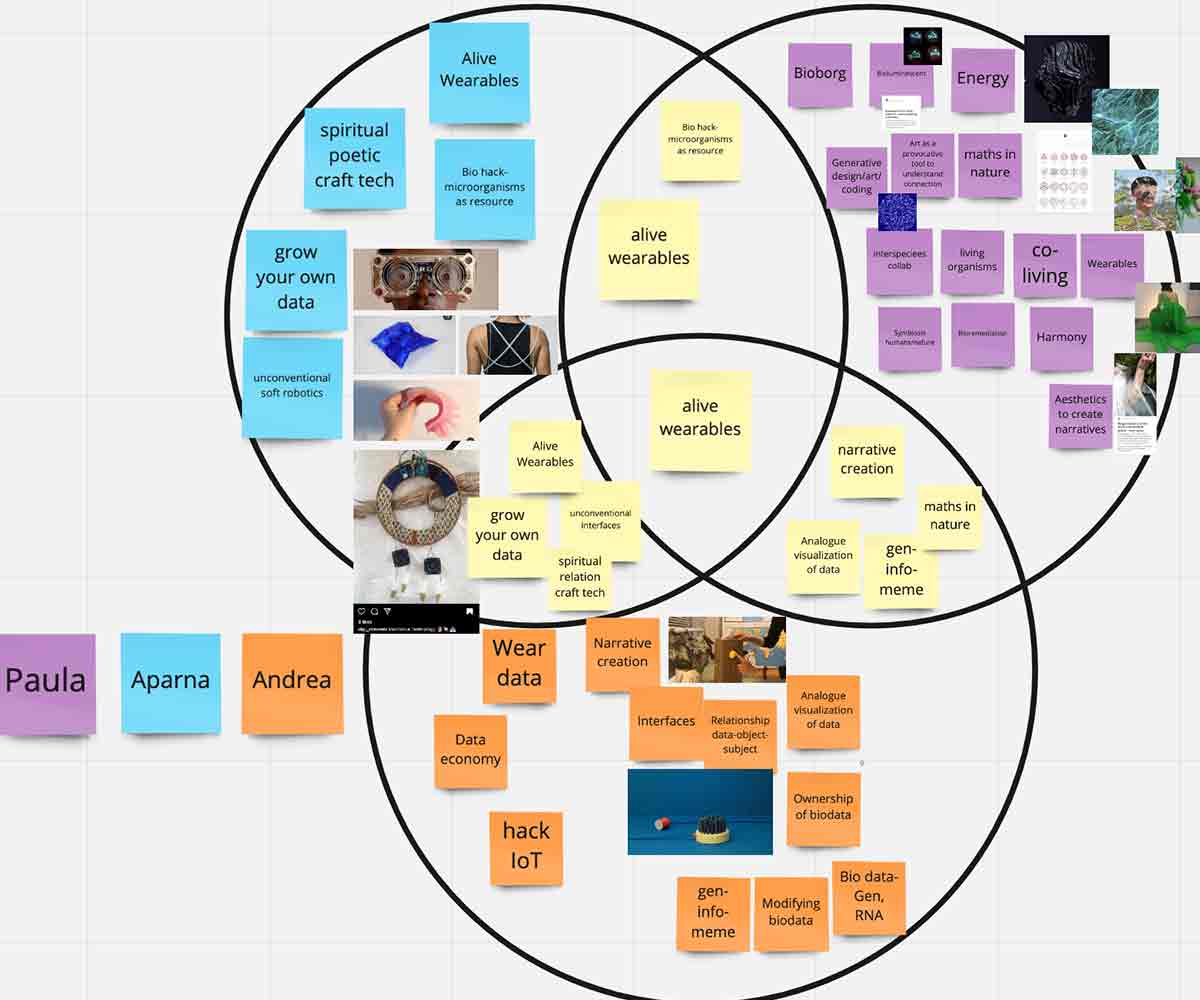 Alive
Wearables
spiritual
poetic
craft tech
Bio hack-
microorganisms
as resource
grow
your own
data
unconventional
soft robotics
Bio hack-
microorganisms
as resource
alive
wearables
Bioborg
Bioluminescent
Energy
Generative
design/art/
coding
Art as a
provocative
tool to
understand
connection
maths in
nature
interspeciees
collab
living
organisms
co-
living
Wearables
Symbiosis
humans/nature
Bioremediation
Harmony
Aesthetics
to create
narratives
alive
wearables
Alive
Wearables
grow
your own
data
unconventional
interfaces
spiritual
relation
craft tech
narrative
creation
maths in
nature
Analogue
visualization
of data
gen-
info-
meme
Paula
Aparna
Andrea
Wear
data
Narrative
creation
Interfaces
Relationship
data-object-
subject
Analogue
visualization
of data
Data
economy
Ownership
of biodata
hack
IoT
gen-
info-
meme
Modifying
biodata
Bio data-
Gen,
RNA